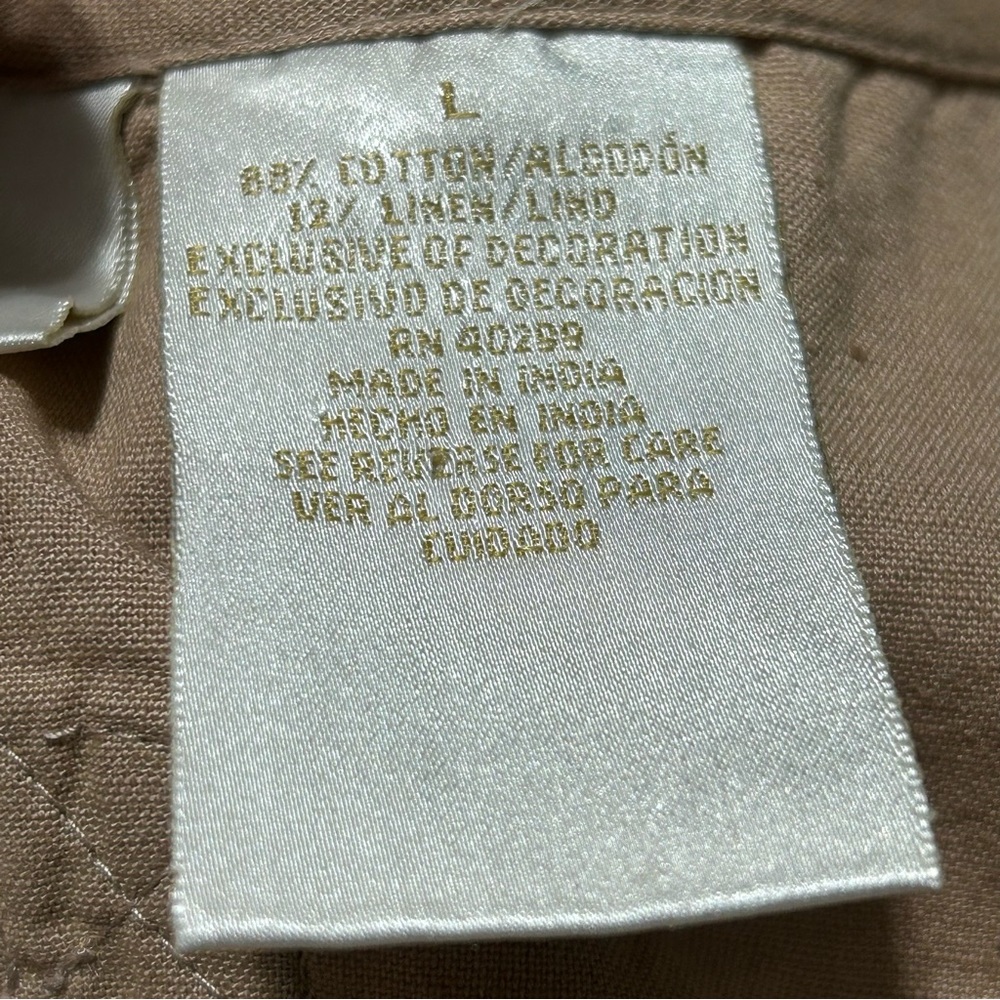 L
88% COTTON/ALGODÓN
12% LINEN/LINO
EXCLUSIVE OF DECORATION
EXCLUSIVO DE DECORACION
RN 40299
MADE IN INDIA
HECHO EN INDIA
SEE REVERSE FOR CARE
VER AL DORSO PARA
CUIDADO